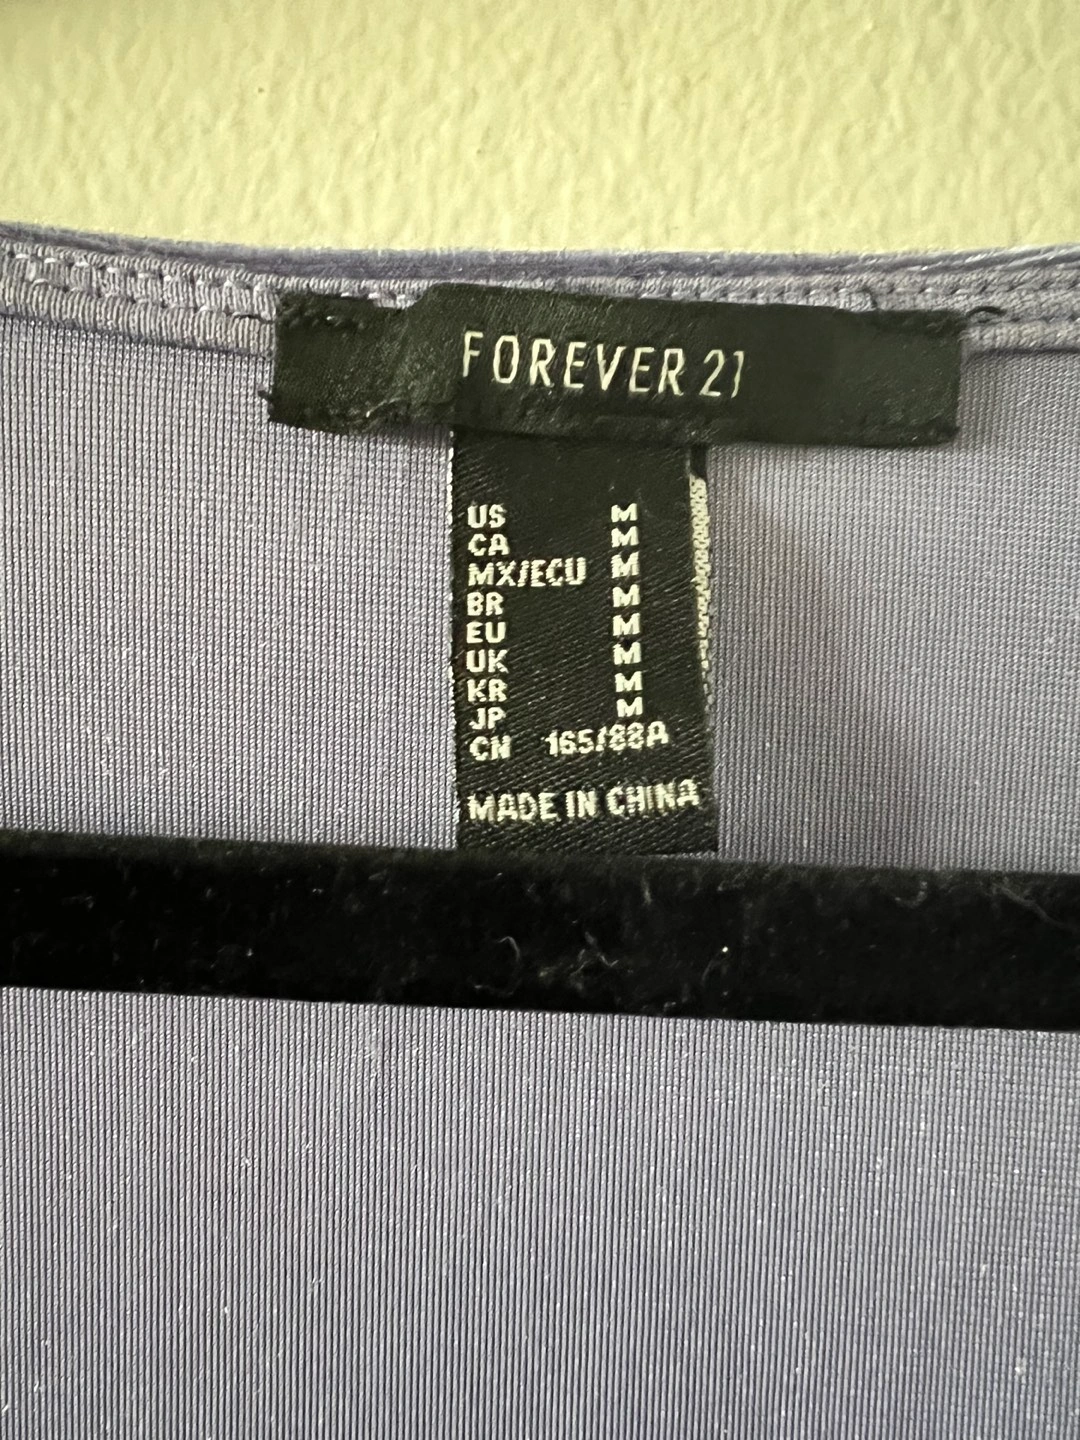 FOREVER 21
US M
CA M
MX/ECU M
BR M
EU M
UK M
KR M
JP M
CN 165/88A
MADE IN CHINA